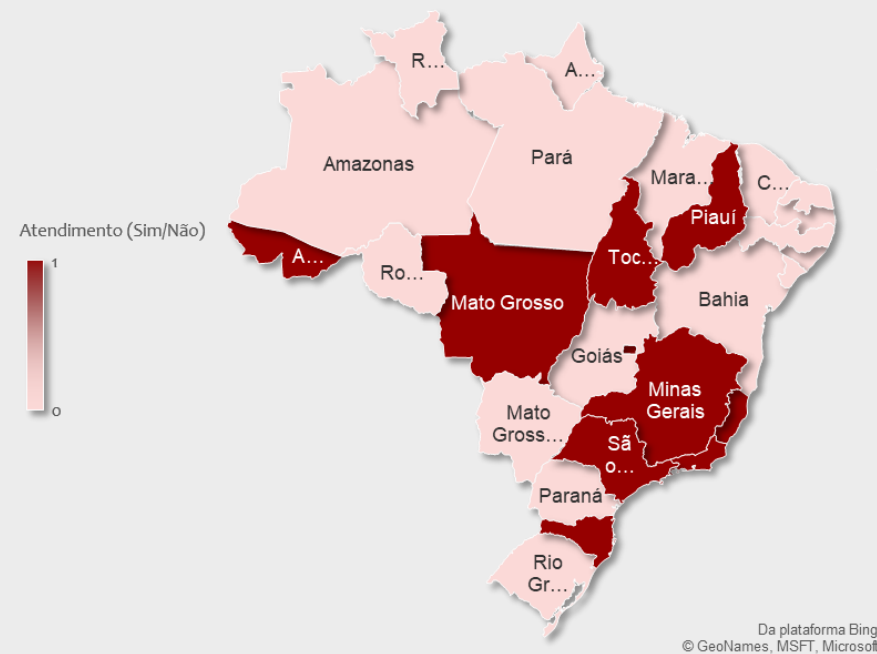 R...
A...
Amazonas
Pará
Mara...
C...
Piauí
Atendimento (Sim/Não)
1
0
A...
Ro...
Toc...
Mato Grosso
Bahia
Goiás
Minas
Gerais
Mato
Gross...
Sã
o...
Paraná
Rio
Gr...
Da plataforma Bing
© GeoNames, MSFT, Microsoft